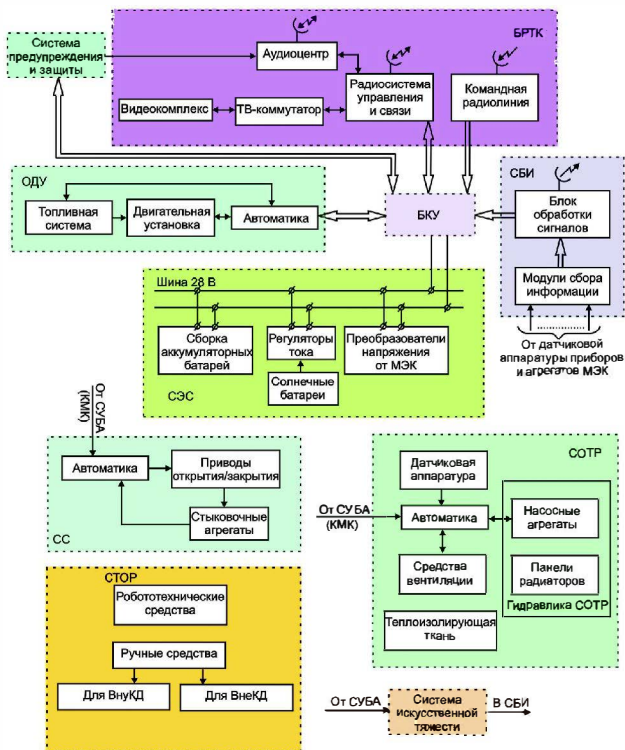 БРТК
Система
предупреждения
и защиты
Аудиоцентр
Радиосистема
управления
и связи
Командная
радиолиния
Видеокомплекс
ТВ-коммутатор
ОДУ
Топливная
система
Двигательная
установка
Автоматика
БКУ
СБИ
Блок
обработки
сигналов
Модули сбора
информации
От датчиковой
аппаратуры приборов
и агрегатов МЭК
Шина 28 В
Сборка
аккумуляторных
батарей
Регуляторы
тока
Преобразователи
напряжения
от МЭК
Солнечные
батареи
СЭС
От СУБА
(КМК)
Автоматика
Приводы
открытия/закрытия
Стыковочные
агрегаты
СС
СОТР
Датчиковая
аппаратура
От СУБА
(КМК)
Автоматика
Насосные
агрегаты
Средства
вентиляции
Панели
радиаторов
Гидравлика СОТР
Теплоизолирующая
ткань
СТОР
Робототехнические
средства
Ручные средства
Для ВнуКД
Для ВнеКД
От СУБА
Система
искусственной
тяжести
В СБИ